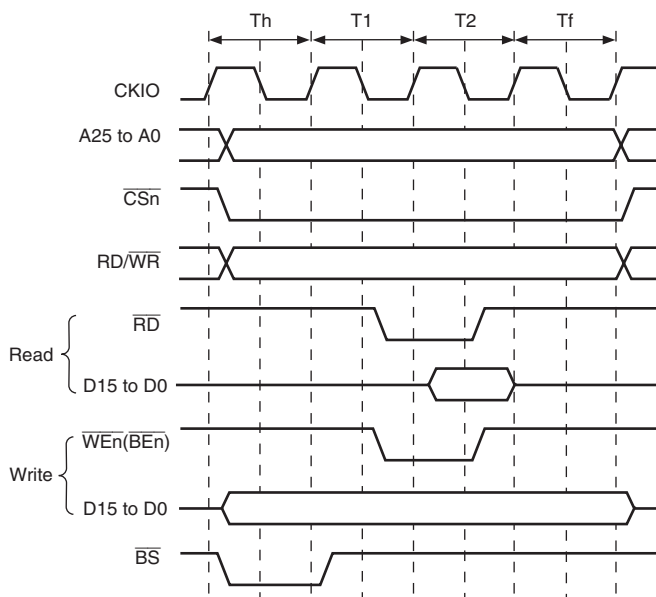 Th T1 T2 Tf
CKIO
A25 to A0
CSn
RD/WR
RD
Read
D15 to D0
WEn(BEn)
Write
D15 to D0
BS